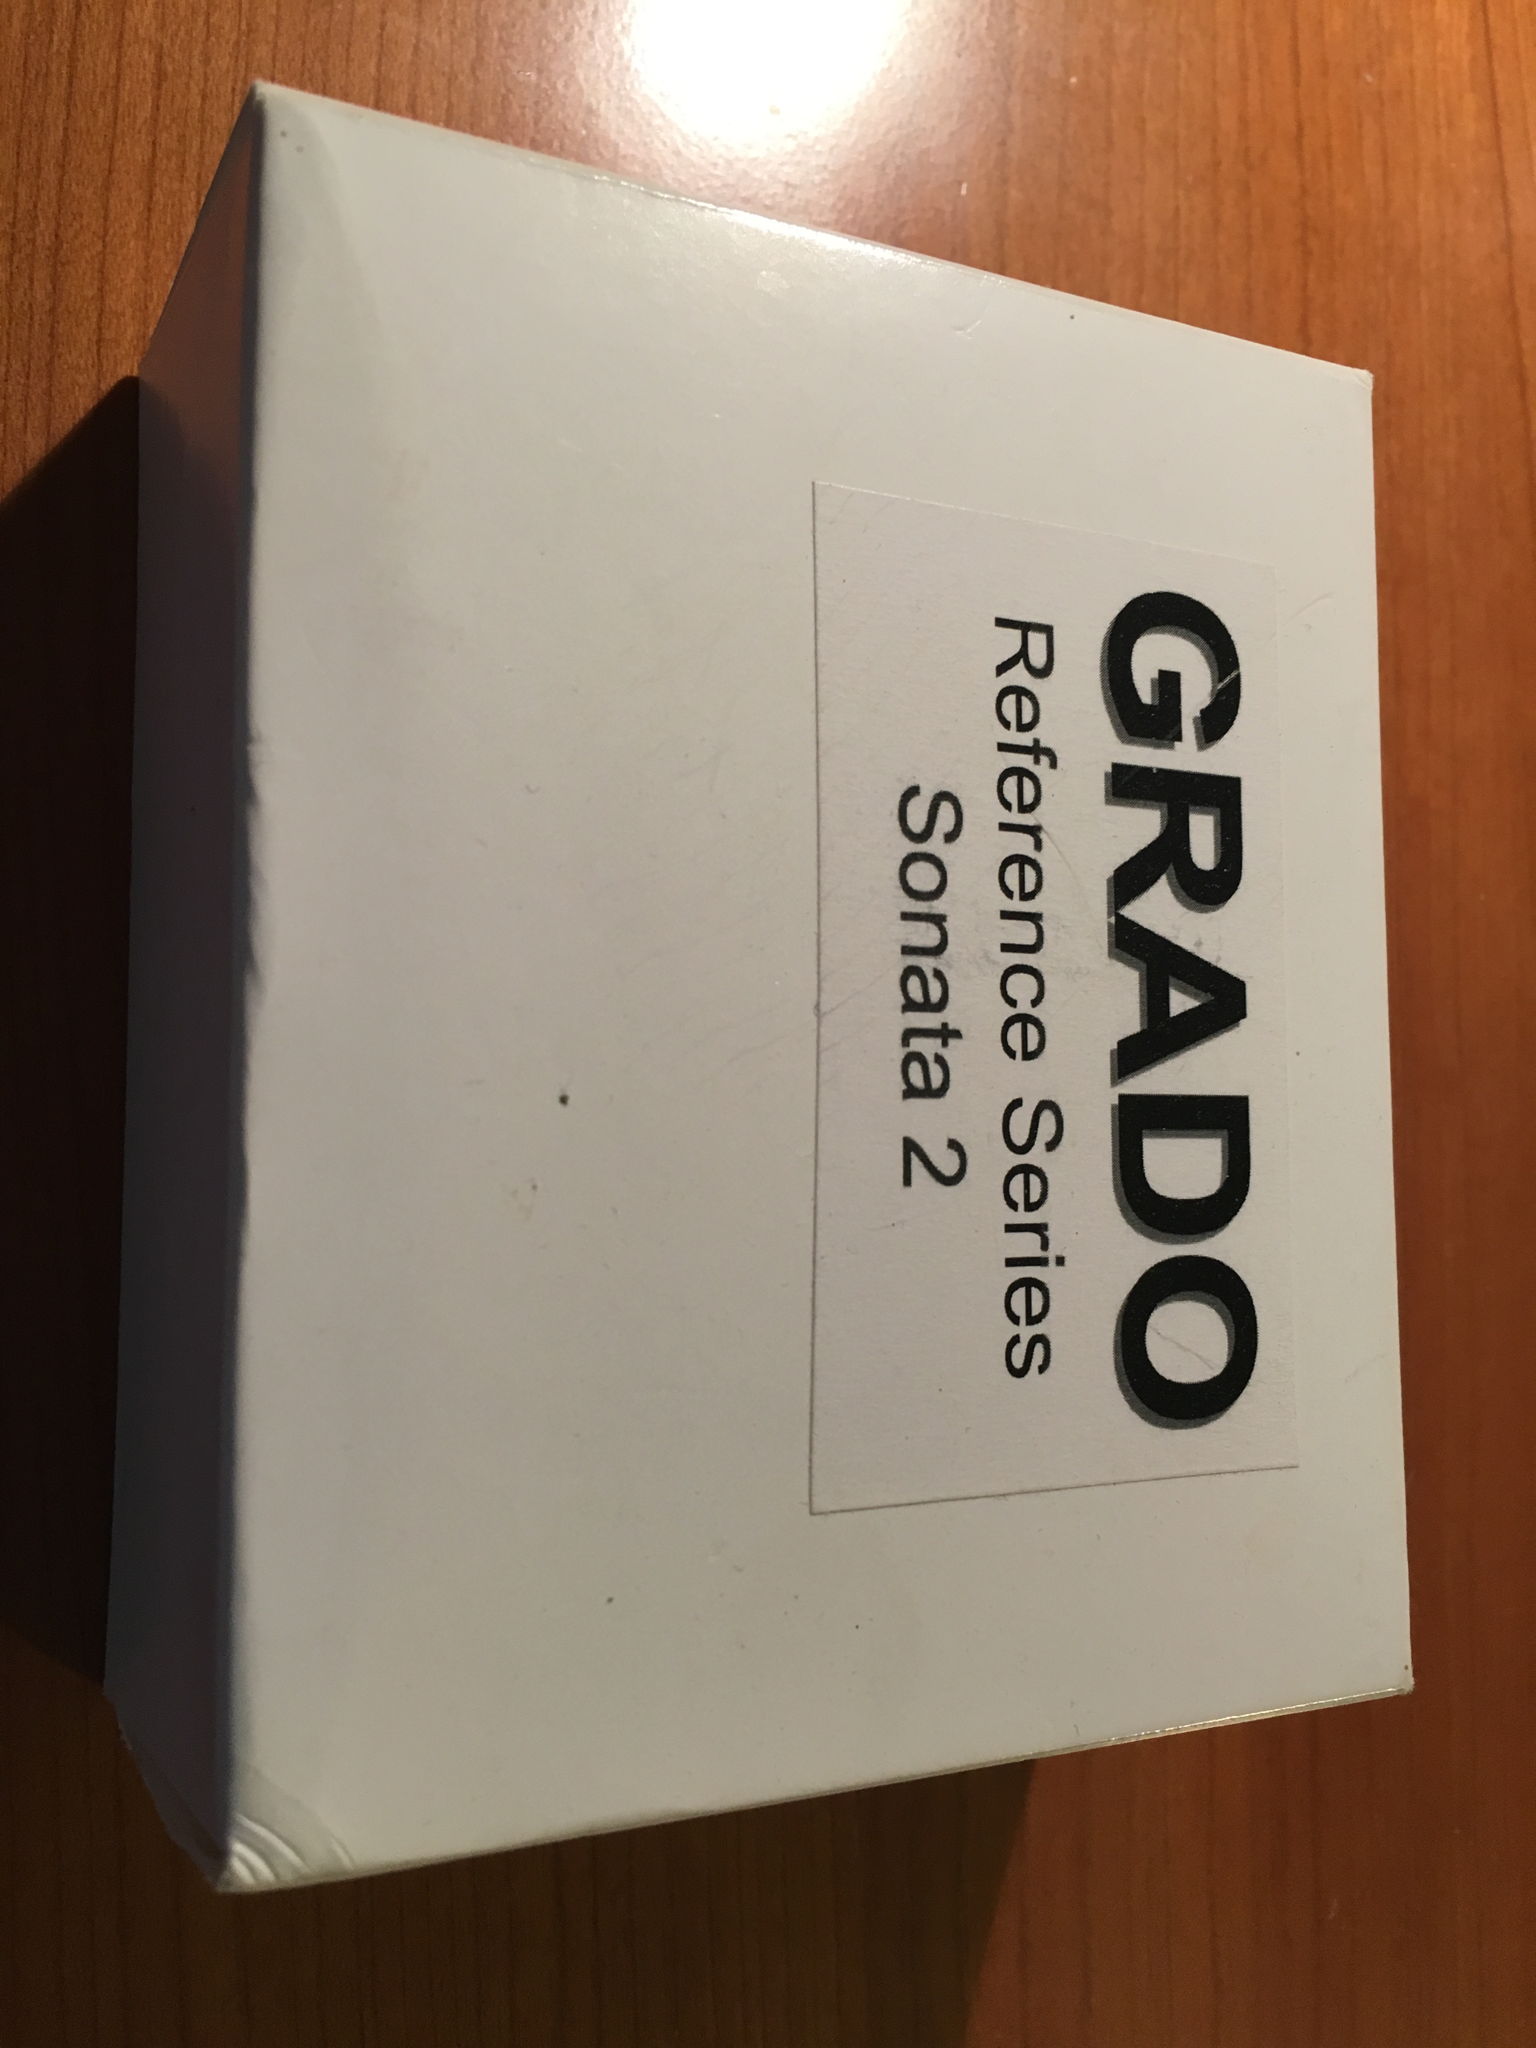 GRADO
Reference Series
Sonata 2